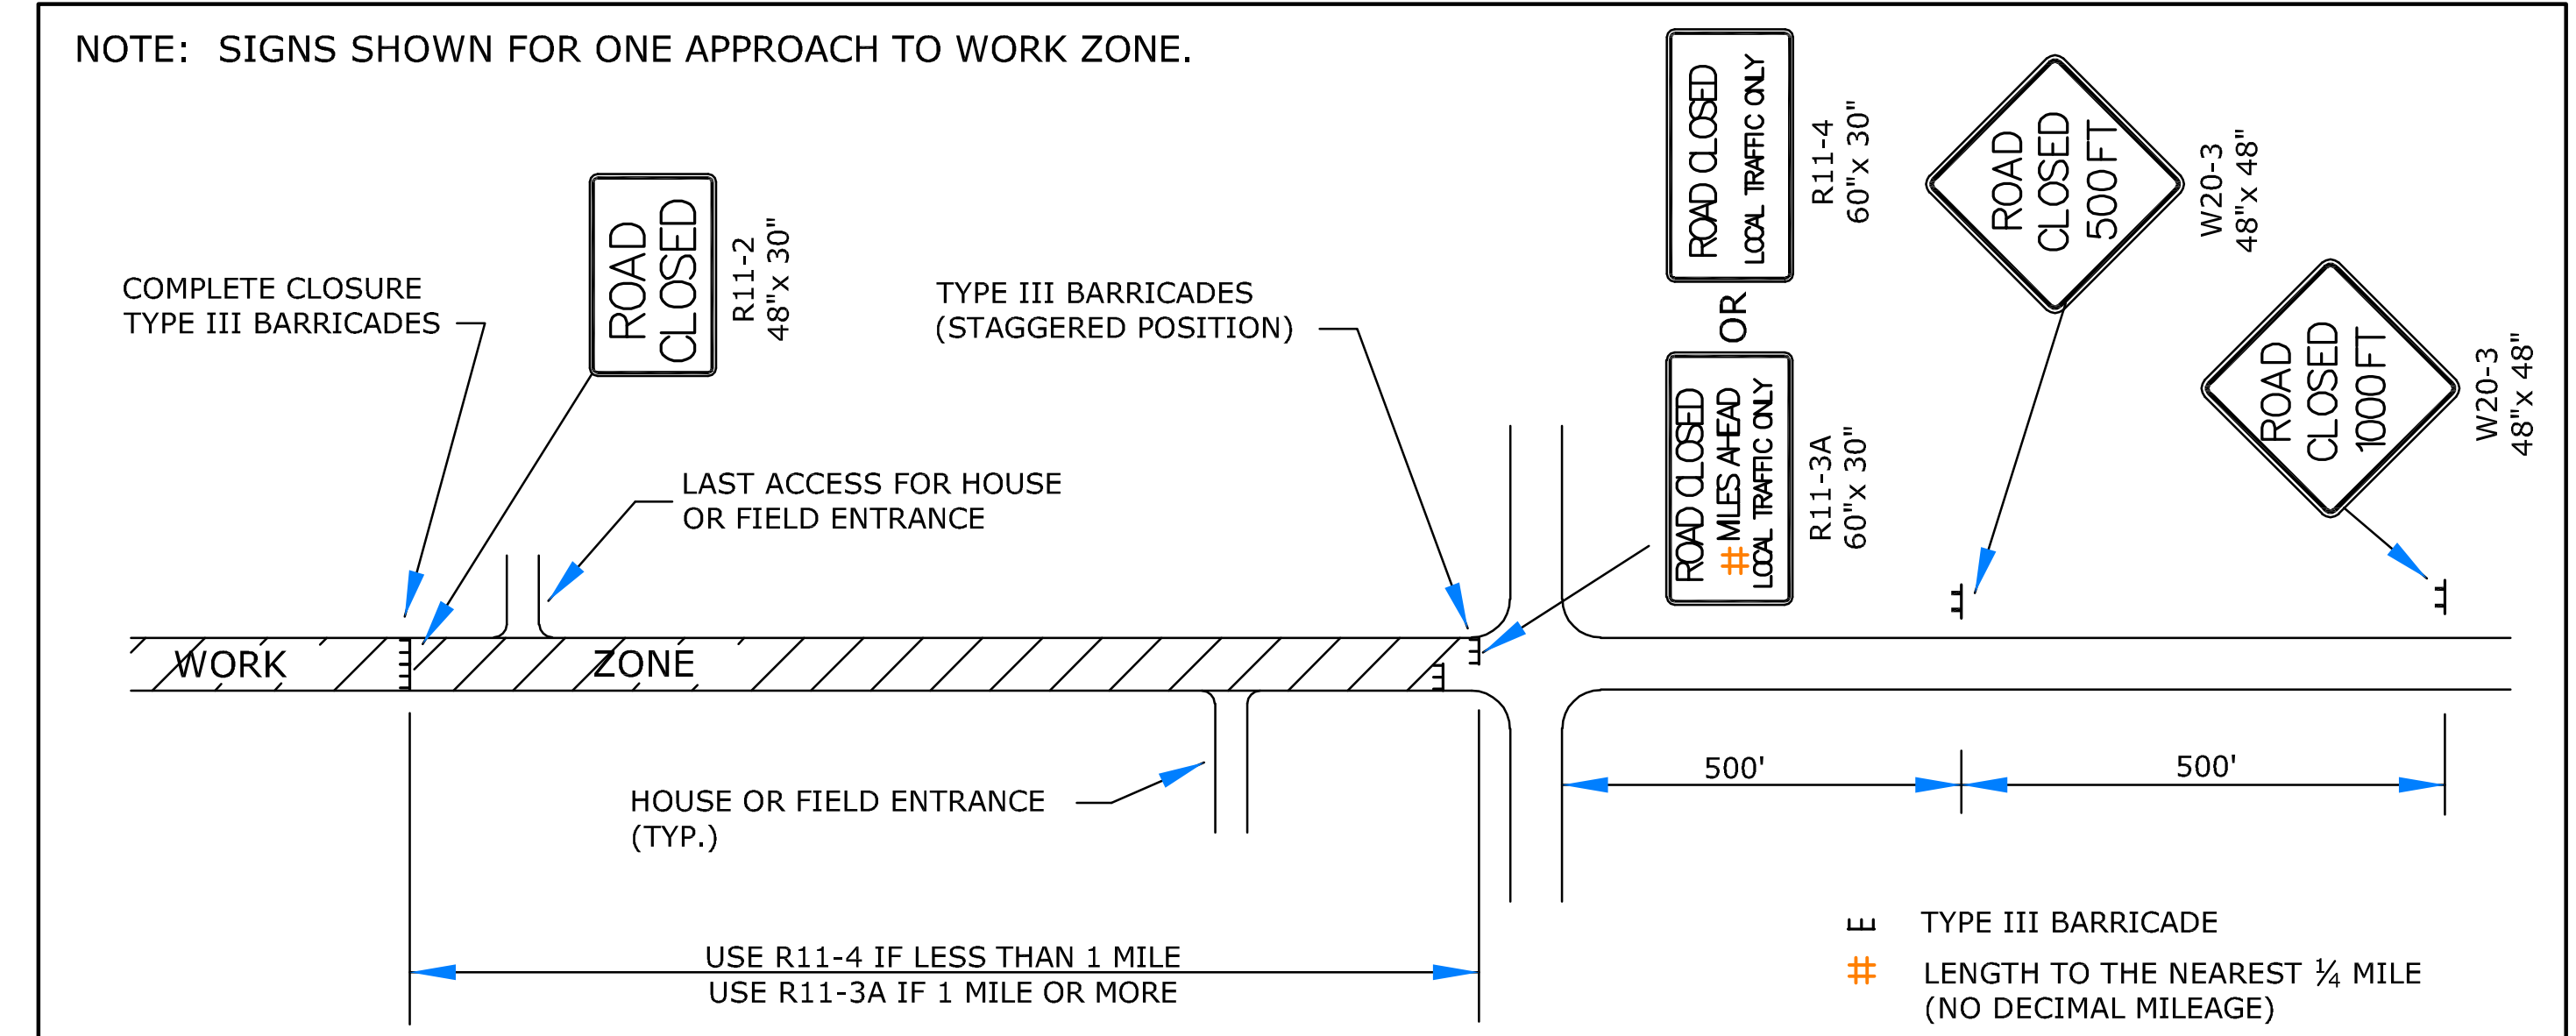 NOTE: SIGNS SHOWN FOR ONE APPROACH TO WORK ZONE.
COMPLETE CLOSURE
TYPE III BARRICADES
ROAD
CLOSED
R11-2
48"x 30"
LAST ACCESS FOR HOUSE
OR FIELD ENTRANCE
TYPE III BARRICADES
(STAGGERED POSITION)
ROAD CLOSED
LOCAL TRAFFIC ONLY
R11-4
60"x 30"
OR
ROAD CLOSED
# MILES AHEAD
LOCAL TRAFFIC ONLY
R11-3A
60"x 30"
ROAD
CLOSED
500 FT
W20-3
48"x 48"
ROAD
CLOSED
1000 FT
W20-3
48"x 48"
WORK ZONE
HOUSE OR FIELD ENTRANCE
(TYP.)
500'
500'
USE R11-4 IF LESS THAN 1 MILE
USE R11-3A IF 1 MILE OR MORE
TYPE III BARRICADE
# LENGTH TO THE NEAREST ¼ MILE
(NO DECIMAL MILEAGE)